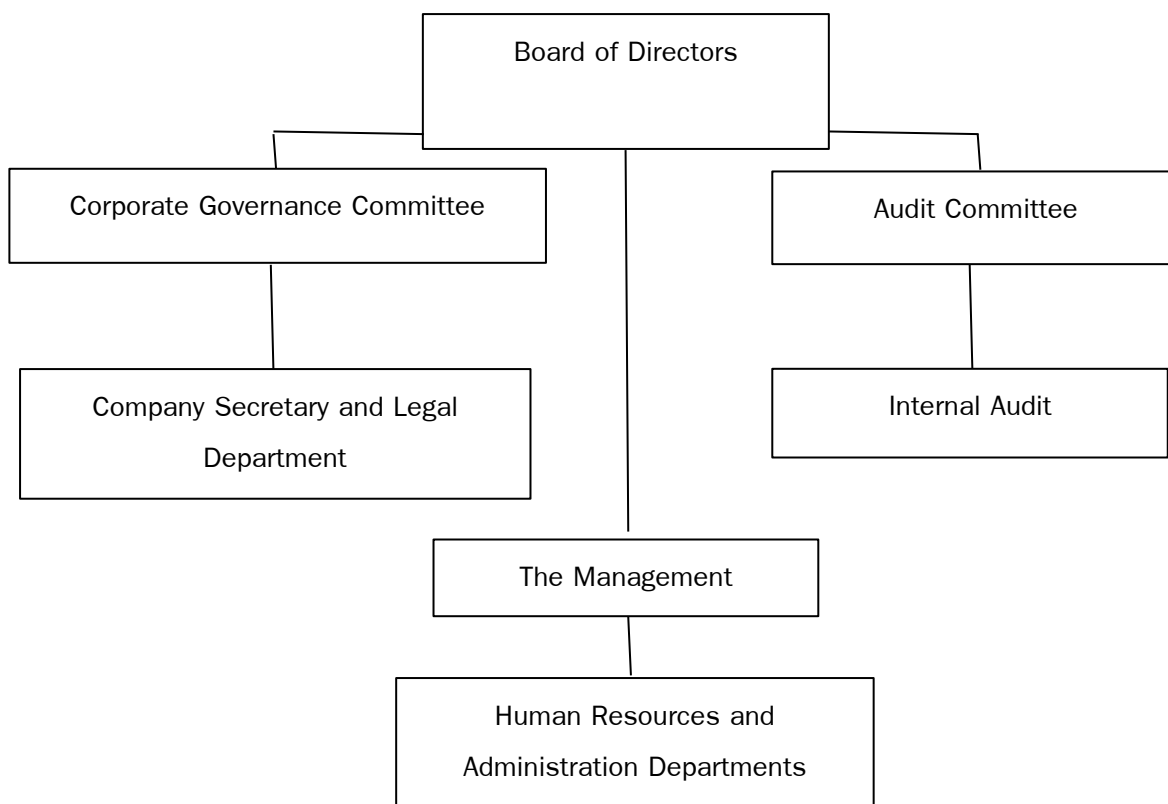 Board of Directors
Corporate Governance Committee
Audit Committee
Company Secretary and Legal
Department
Internal Audit
The Management
Human Resources and
Administration Departments